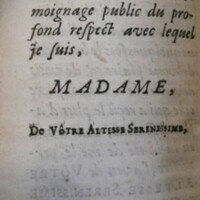 moignage public du pro-
fond respect avec lequel
je suis,
MADAME,
De Vôtre Altesse Serenissime,